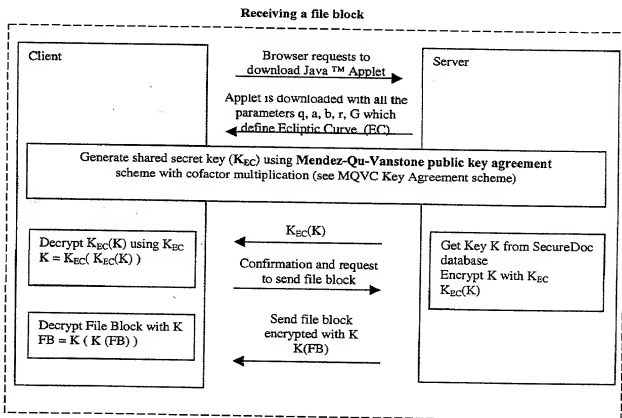 Receiving a file block
Client
Server
Browser requests to
download Java ™ Applet
Applet is downloaded with all the
parameters q, a, b, r, G which
define Ecliptic Curve (EC)
Generate shared secret key (KEC) using Mendez-Qu-Vanstone public key agreement
scheme with cofactor multiplication (see MQVC Key Agreement scheme)
KEC(K)
Decrypt KEC(K) using KEC
K = KEC( KEC(K) )
Confirmation and request
to send file block
Get Key K from SecureDoc
database
Encrypt K with KEC
KEC(K)
Decrypt File Block with K
FB = K ( K (FB) )
Send file block
encrypted with K
K(FB)